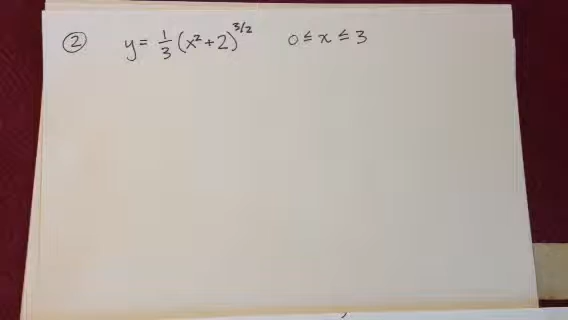 ② y = 1/3 (x² + 2)^3/2 0 ≤ x ≤ 3